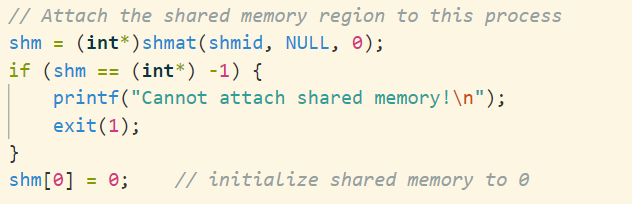 // Attach the shared memory region to this process
shm = (int*)shmat(shmid, NULL, 0);
if (shm == (int*) -1) {
    printf("Cannot attach shared memory!\n");
    exit(1);
}
shm[0] = 0;    // initialize shared memory to 0